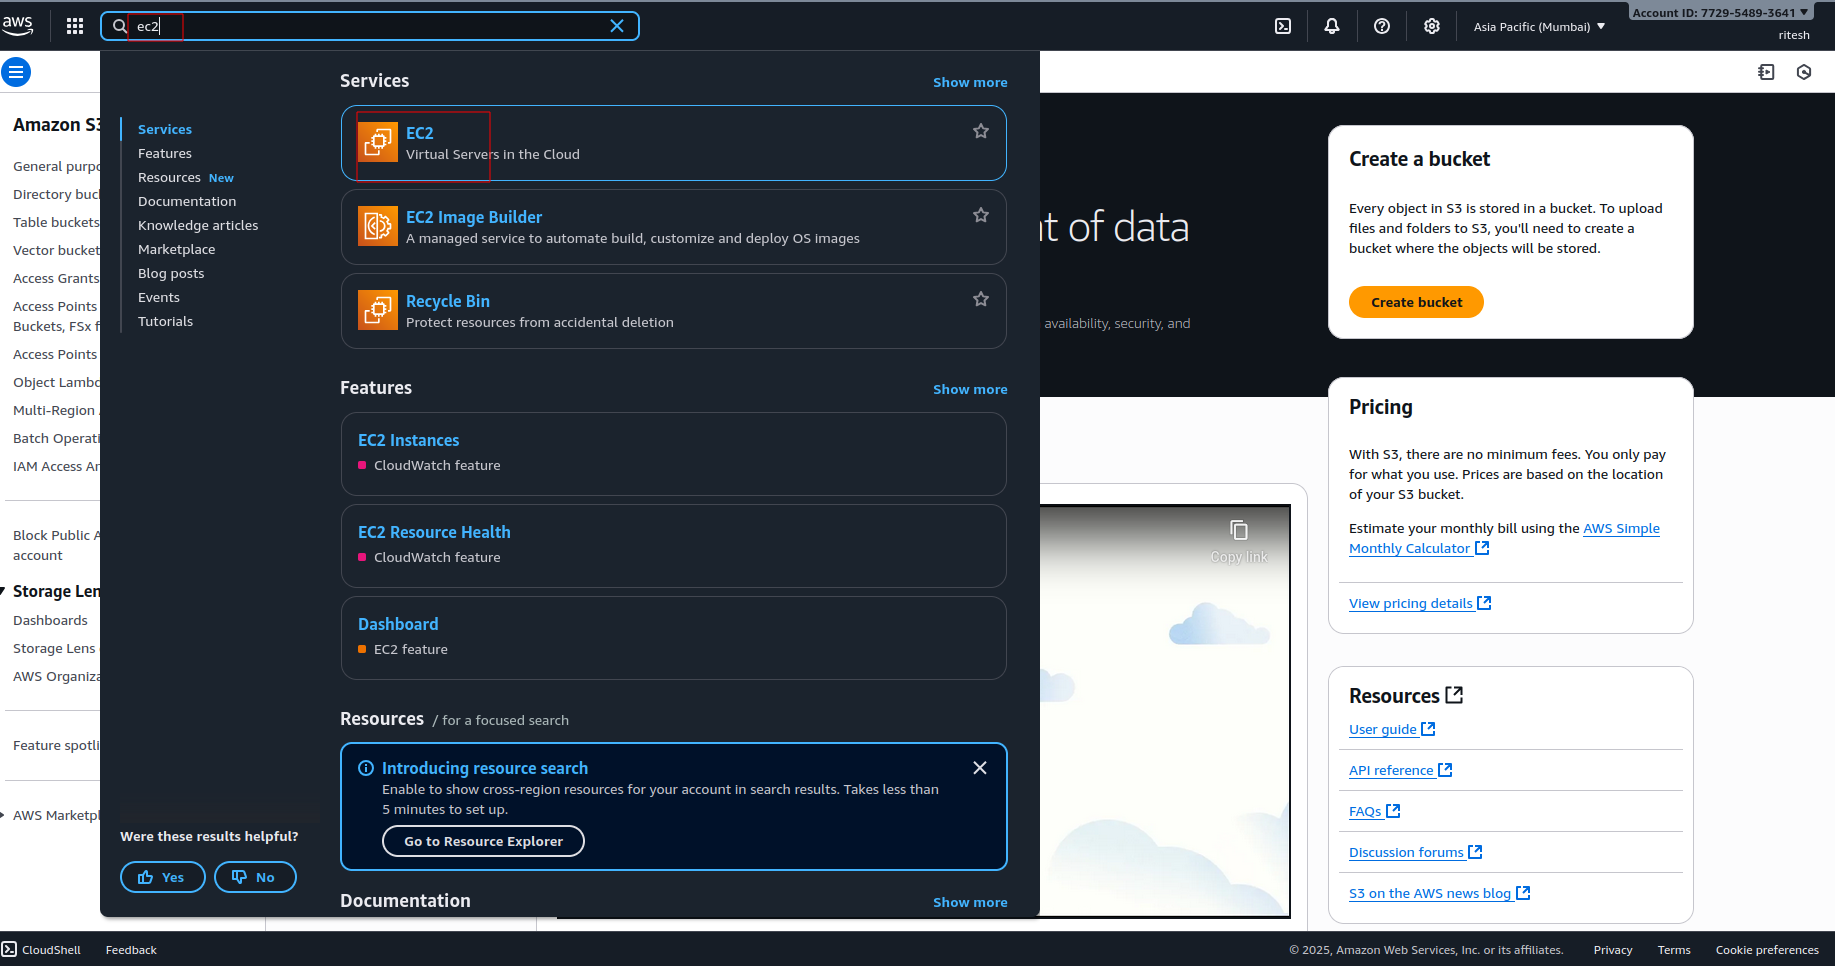 aws
ec2
Asia Pacific (Mumbai)
Account ID: 7729-5489-3641
ritesh
Amazon S3
General purpo
Directory buc
Table buckets
Vector bucket
Access Grants
Access Points
Buckets, FSx f
Access Points
Object Lambd
Multi-Region
Batch Operati
IAM Access An
Block Public A
account
Storage Len
Dashboards
Storage Lens
AWS Organiza
Feature spotli
AWS Marketpl
Services
Features
Resources New
Documentation
Knowledge articles
Marketplace
Blog posts
Events
Tutorials
Were these results helpful?
Yes
No
Services
Show more
EC2
Virtual Servers in the Cloud
EC2 Image Builder
A managed service to automate build, customize and deploy OS images
Recycle Bin
Protect resources from accidental deletion
Features
Show more
EC2 Instances
CloudWatch feature
EC2 Resource Health
CloudWatch feature
Dashboard
EC2 feature
Resources / for a focused search
Introducing resource search
Enable to show cross-region resources for your account in search results. Takes less than
5 minutes to set up.
Go to Resource Explorer
Documentation
Show more
t of data
availability, security, and
Copy link
Create a bucket
Every object in S3 is stored in a bucket. To upload
files and folders to S3, you'll need to create a
bucket where the objects will be stored.
Create bucket
Pricing
With S3, there are no minimum fees. You only pay
for what you use. Prices are based on the location
of your S3 bucket.
Estimate your monthly bill using the AWS Simple
Monthly Calculator
View pricing details
Resources
User guide
API reference
FAQs
Discussion forums
S3 on the AWS news blog
CloudShell
Feedback
© 2025, Amazon Web Services, Inc. or its affiliates.
Privacy
Terms
Cookie preferences